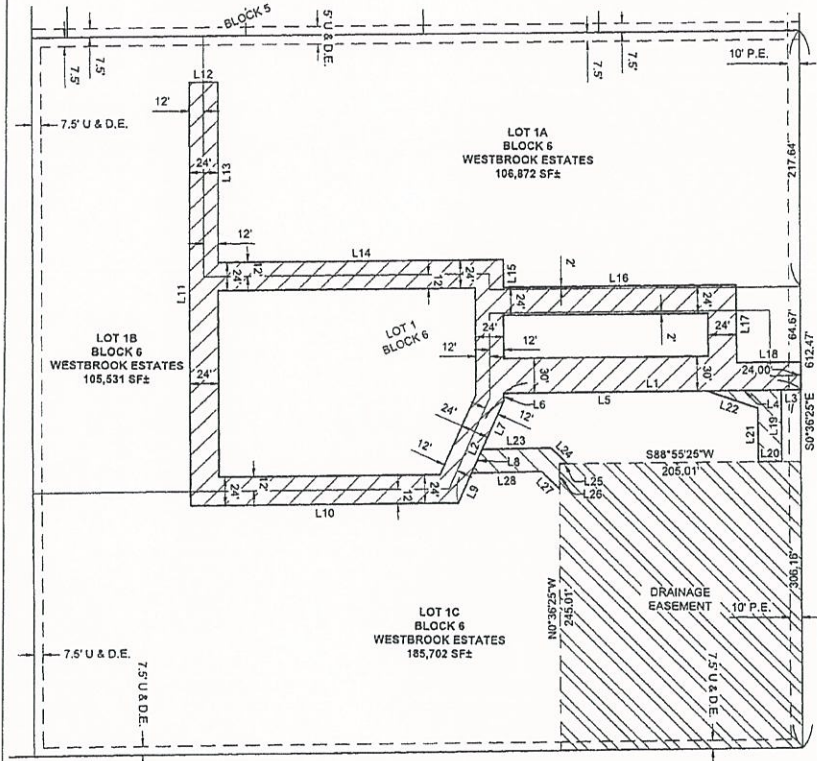 BLOCK 5
5' U & D.E.
7.5'
7.5'
7.5'
7.5'
10' P.E.
L12
12'
7.5' U & D.E.
LOT 1A
BLOCK 6
WESTBROOK ESTATES
106,872 SF±
217.64'
24'
L13
12'
L14
24'
12'
12'
24'
L15
2'
L16
L11
24'
24'
24'
L17
LOT 1
BLOCK 6
LOT 1B
BLOCK 6
WESTBROOK ESTATES
105,531 SF±
24'
12'
12'
2'
64.67'
612.47'
S0°36'25"E
L18
24.00'
24'
30'
30'
L1
L5
L6
L22
L4
L3
L21
L19
L20
24'
12'
L7
12'
L2
L23
L24
L8
S88°55'25"W
205.01'
L28
L27
L25
L26
L9
24'
12'
12'
24'
L10
N0°36'25"W
245.01'
306.16'
DRAINAGE
EASEMENT
10' P.E.
LOT 1C
BLOCK 6
WESTBROOK ESTATES
185,702 SF±
7.5' U & D.E.
7.5' U & D.E.
7.5' U & D.E.